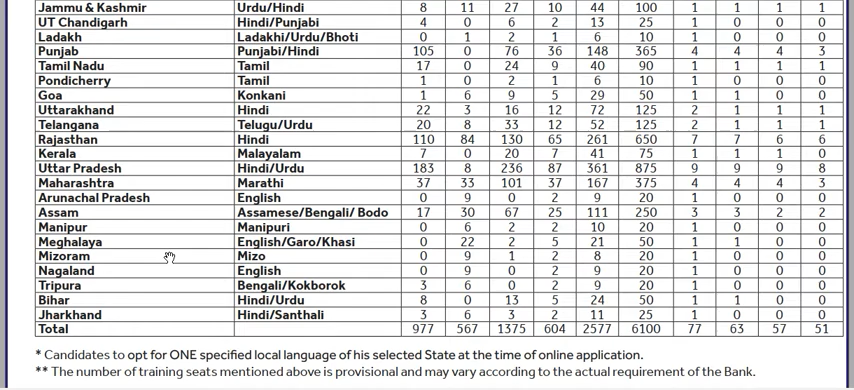 Jammu & Kashmir Urdu/Hindi 8 11 27 10 44 100 1 1 1 1
UT Chandigarh Hindi/Punjabi 4 0 6 2 13 25 1 0 0 0
Ladakh Ladakhi/Urdu/Bhoti 0 1 2 1 6 10 1 0 0 0
Punjab Punjabi/Hindi 105 0 76 36 148 365 4 4 4 3
Tamil Nadu Tamil 17 0 24 9 40 90 1 1 1 1
Pondicherry Tamil 1 0 2 1 6 10 1 0 0 0
Goa Konkani 1 6 9 5 29 50 1 1 0 0
Uttarakhand Hindi 22 3 16 12 72 125 2 1 1 1
Telangana Telugu/Urdu 20 8 33 12 52 125 2 1 1 1
Rajasthan Hindi 110 84 130 65 261 650 7 7 6 6
Kerala Malayalam 7 0 20 7 41 75 1 1 1 0
Uttar Pradesh Hindi/Urdu 183 8 236 87 361 875 9 9 9 8
Maharashtra Marathi 37 33 101 37 167 375 4 4 4 3
Arunachal Pradesh English 0 9 0 2 9 20 1 0 0 0
Assam Assamese/Bengali/ Bodo 17 30 67 25 111 250 3 3 2 2
Manipur Manipuri 0 6 2 2 10 20 1 0 0 0
Meghalaya English/Garo/Khasi 0 22 2 5 21 50 1 1 0 0
Mizoram Mizo 0 9 1 2 8 20 1 0 0 0
Nagaland English 0 9 0 2 9 20 1 0 0 0
Tripura Bengali/Kokborok 3 6 0 2 9 20 1 0 0 0
Bihar Hindi/Urdu 8 0 13 5 24 50 1 1 0 0
Jharkhand Hindi/Santhali 3 6 3 2 11 25 1 0 0 0
Total 977 567 1375 604 2577 6100 77 63 57 51
* Candidates to opt for ONE specified local language of his selected State at the time of online application.
** The number of training seats mentioned above is provisional and may vary according to the actual requirement of the Bank.